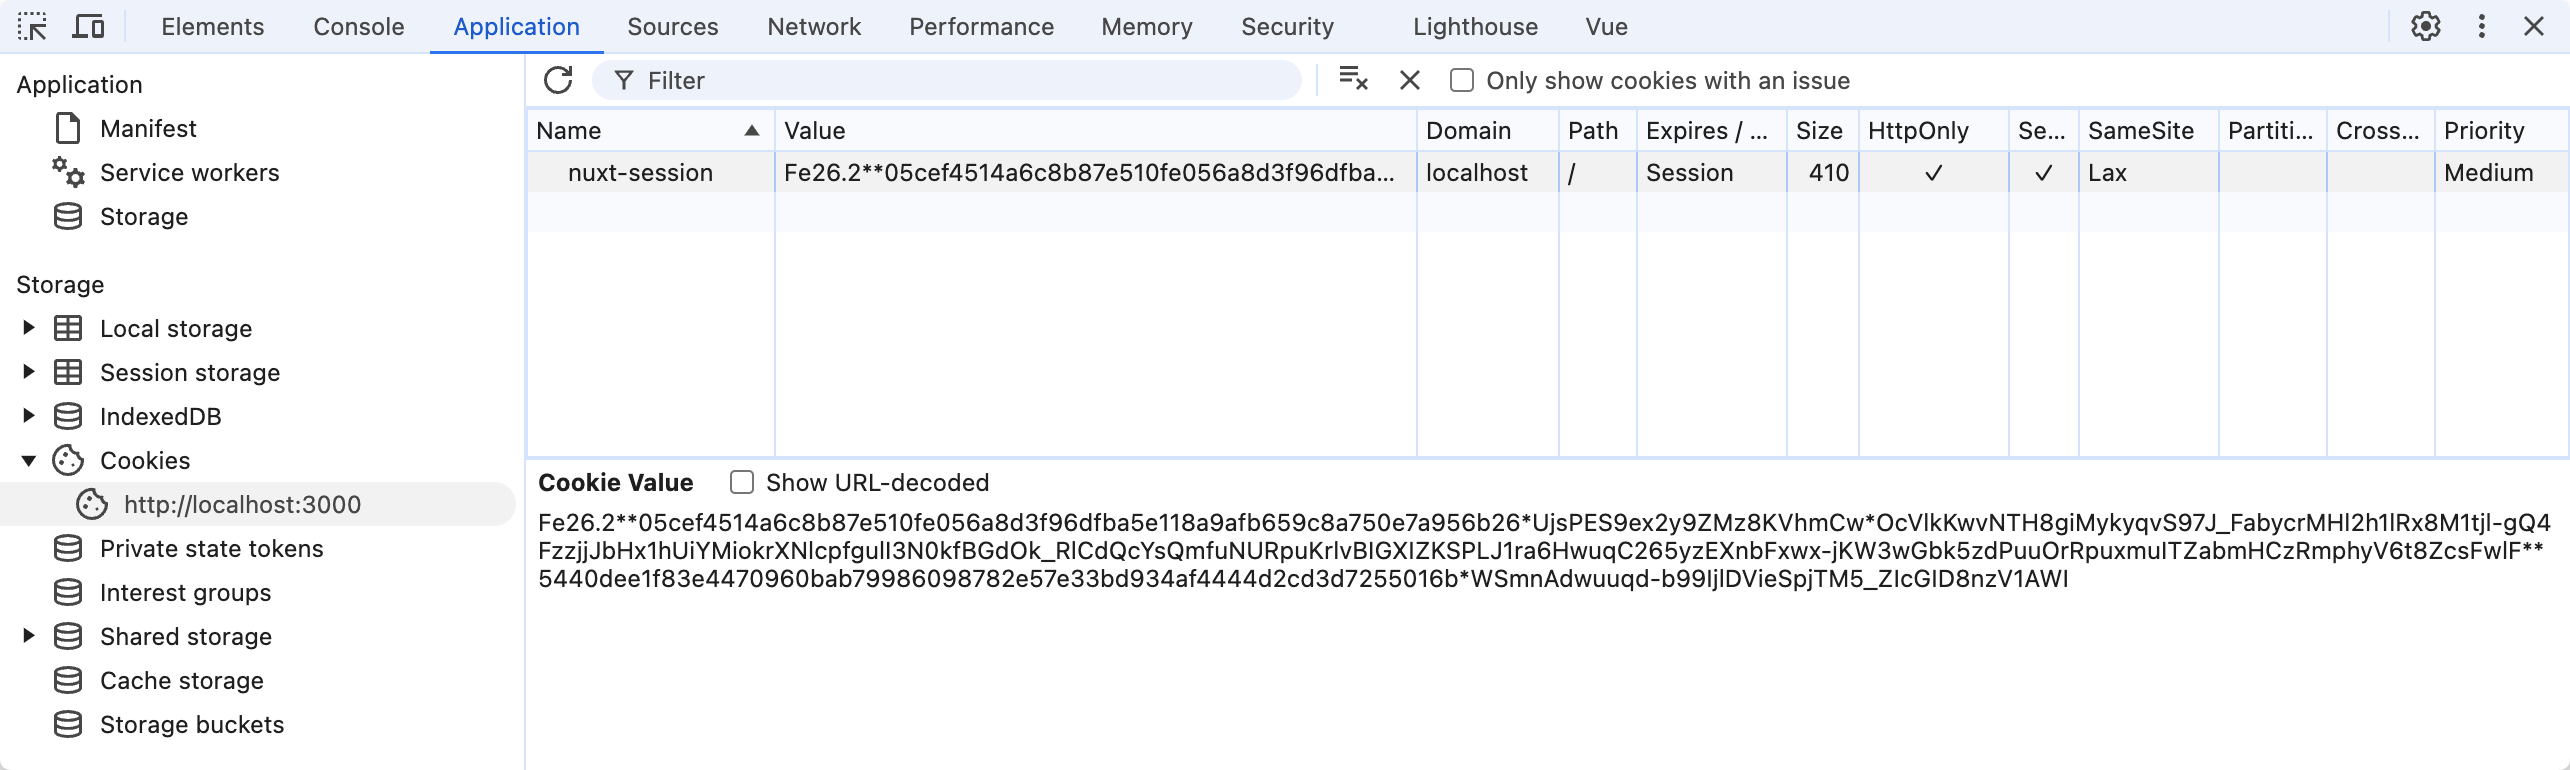 Elements Console Application Sources Network Performance Memory Security Lighthouse Vue
Application
Manifest
Service workers
Storage
Storage
Local storage
Session storage
IndexedDB
Cookies
http://localhost:3000
Private state tokens
Interest groups
Shared storage
Cache storage
Storage buckets
Filter Only show cookies with an issue
Name Value Domain Path Expires / ... Size HttpOnly Se... SameSite Partiti... Cross... Priority
nuxt-session Fe26.2**05cef4514a6c8b87e510fe056a8d3f96dfba... localhost / Session 410 ✓ ✓ Lax Medium
Cookie Value Show URL-decoded
Fe26.2**05cef4514a6c8b87e510fe056a8d3f96dfba5e118a9afb659c8a750e7a956b26*UjsPES9ex2y9ZMz8KVhmCw*OcVlkKwvNTH8giMykyqvS97J_FabycrMHI2h1lRx8M1tjl-gQ4
FzzjjJbHx1hUiYMiokrXNlcpfgulI3N0kfBGdOk_RlCdQcYsQmfuNURpuKrlvBIGXIZKSPLJ1ra6HwuqC265yzEXnbFxwx-jKW3wGbk5zdPuuOrRpuxmuITZabmHCzRmphyV6t8ZcsFwlF**
5440dee1f83e4470960bab79986098782e57e33bd934af4444d2cd3d7255016b*WSmnAdwuuqd-b99IjlDVieSpjTM5_ZIcGID8nzV1AWI